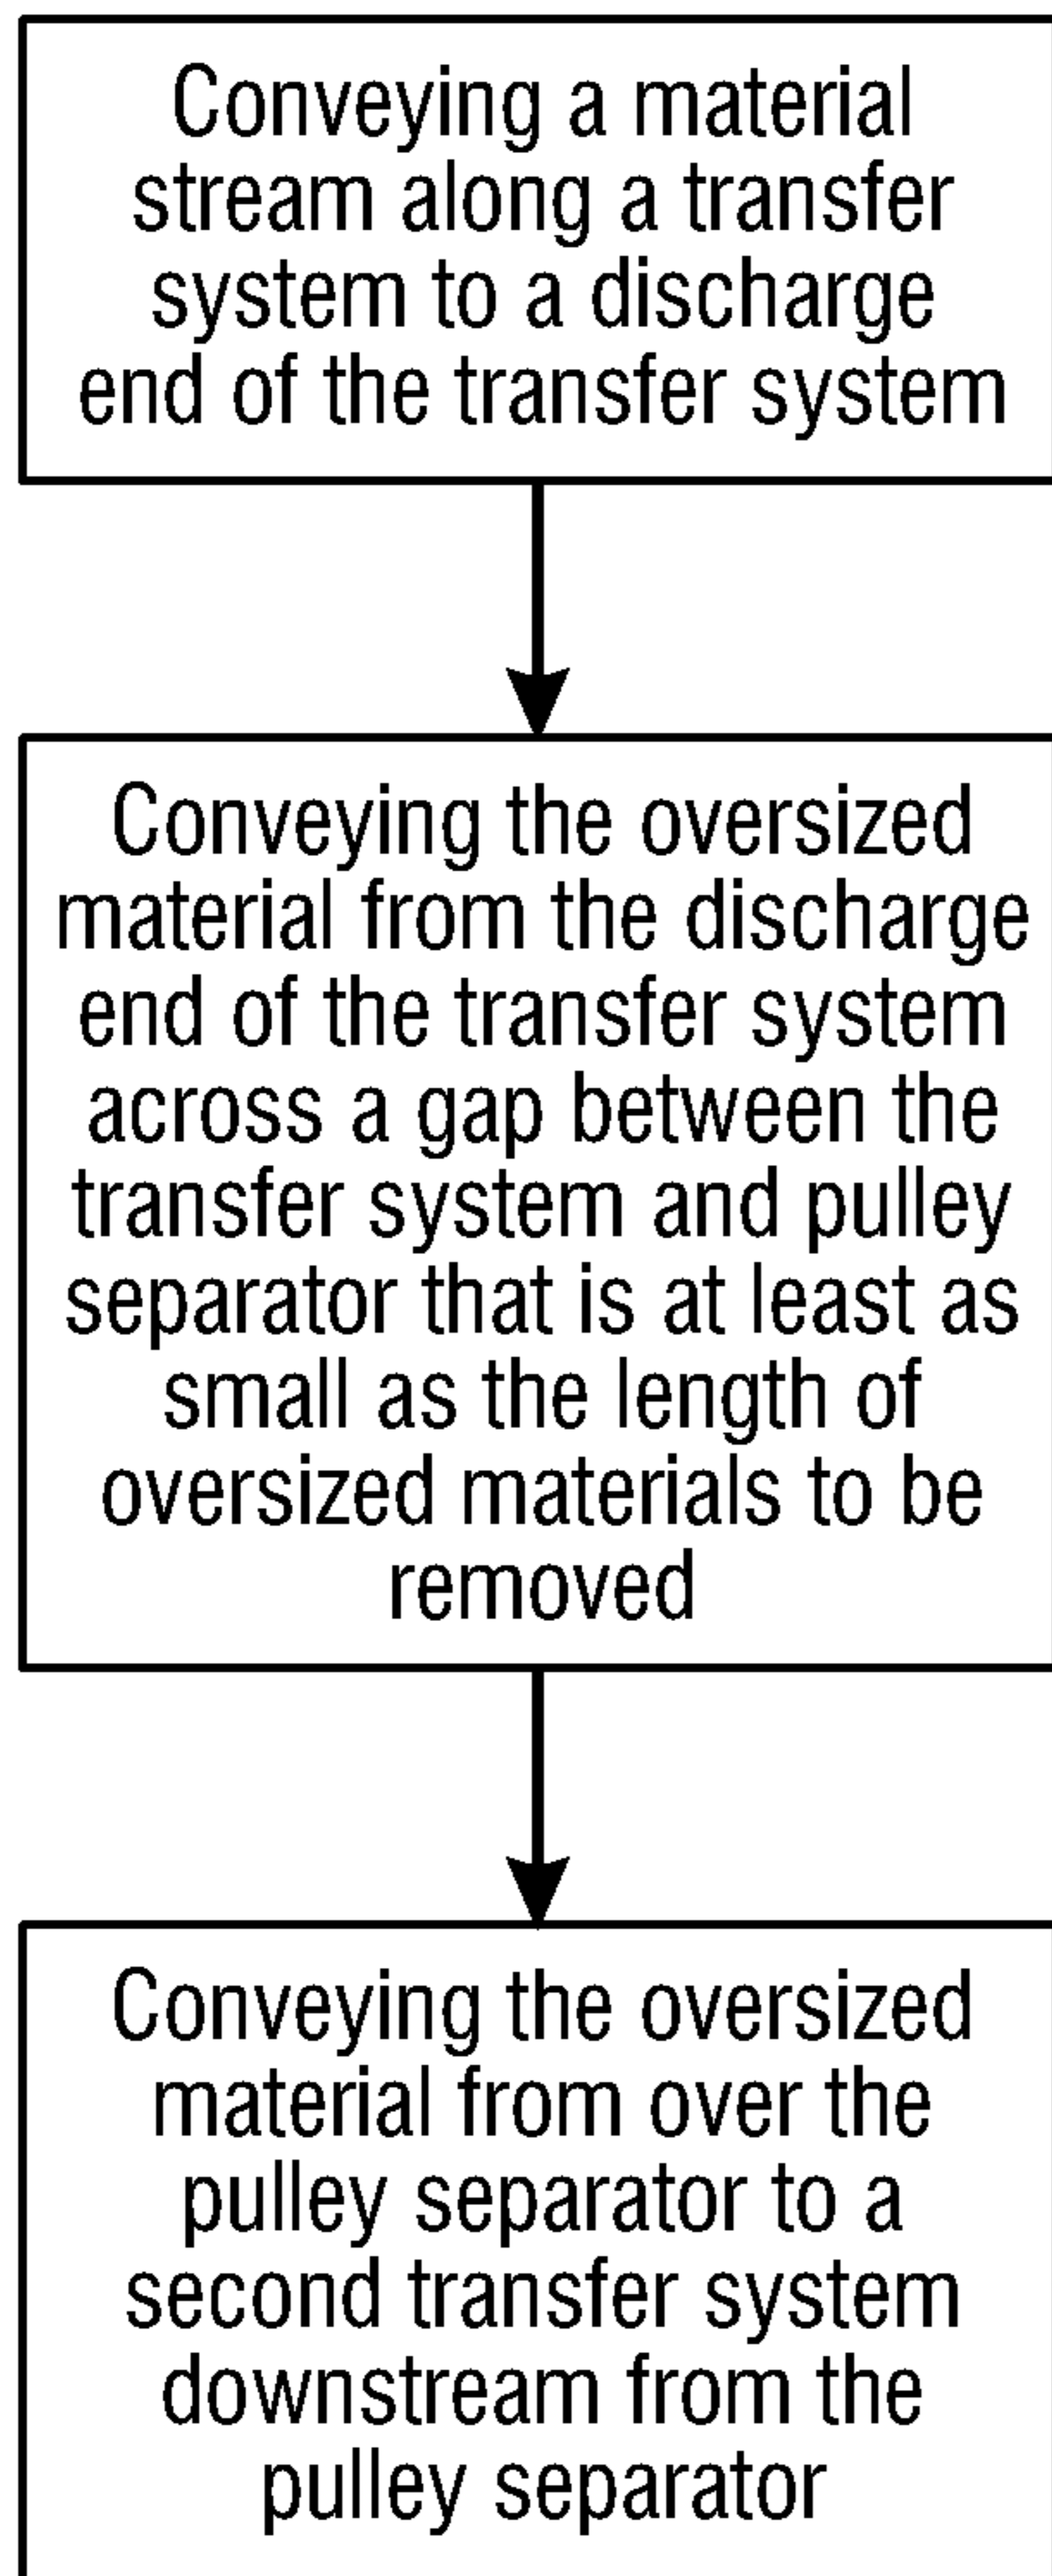 Conveying a material
stream along a transfer
system to a discharge
end of the transfer system
Conveying the oversized
material from the discharge
end of the transfer system
across a gap between the
transfer system and pulley
separator that is at least as
small as the length of
oversized materials to be
removed
Conveying the oversized
material from over the
pulley separator to a
second transfer system
downstream from the
pulley separator